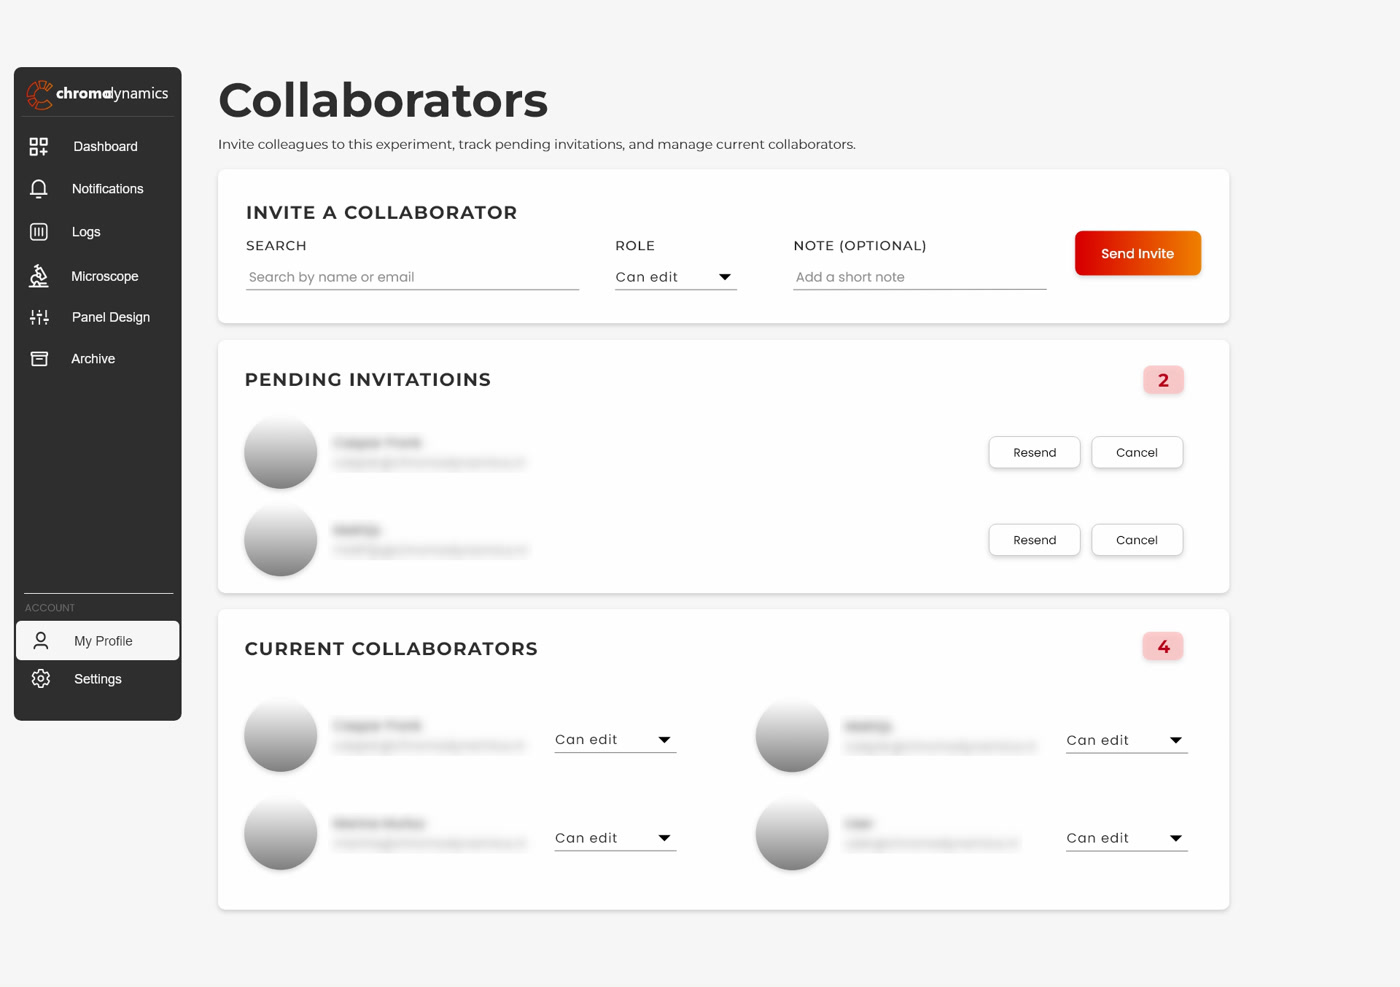 chromodynamics
Dashboard
Notifications
Logs
Microscope
Panel Design
Archive
ACCOUNT
My Profile
Settings
Collaborators
Invite colleagues to this experiment, track pending invitations, and manage current collaborators.
INVITE A COLLABORATOR
SEARCH
Search by name or email
ROLE
Can edit
NOTE (OPTIONAL)
Add a short note
Send Invite
PENDING INVITATIOINS
2
Resend Cancel
Resend Cancel
CURRENT COLLABORATORS
4
Can edit
Can edit
Can edit
Can edit